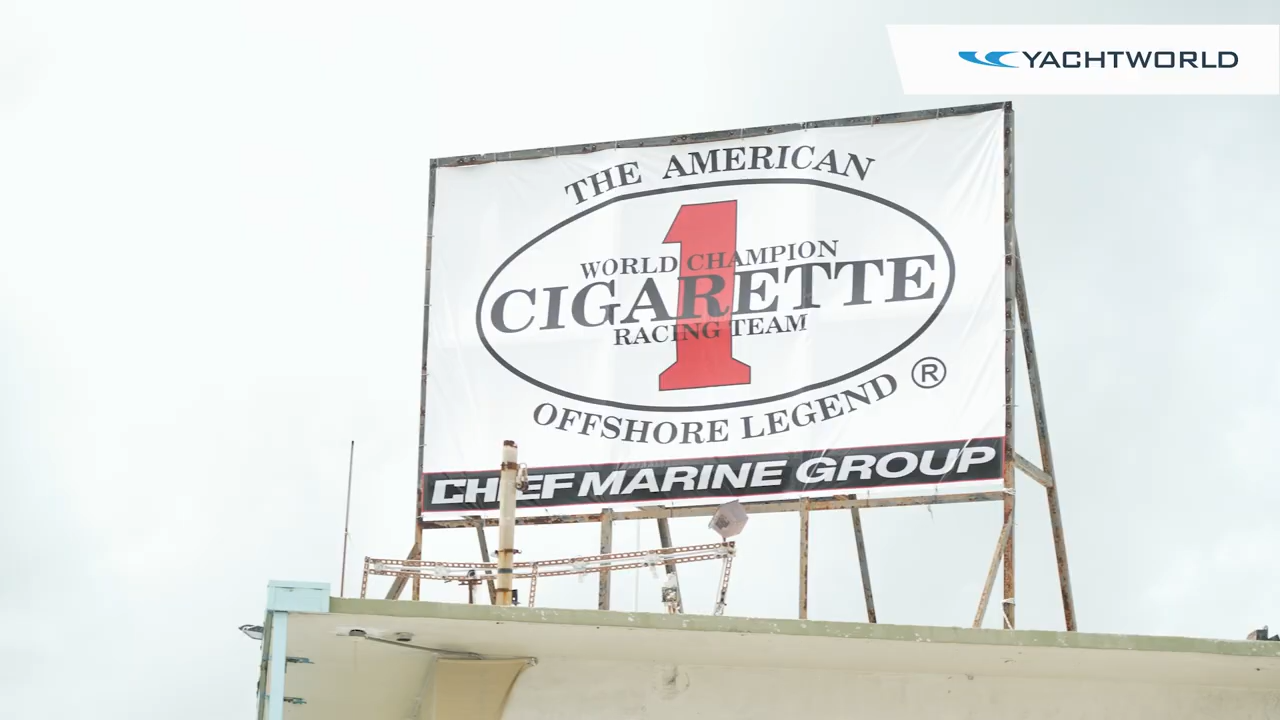 YACHTWORLD
THE AMERICAN
1
WORLD CHAMPION
CIGARETTE
RACING TEAM
OFFSHORE LEGEND ®
CHIEF MARINE GROUP